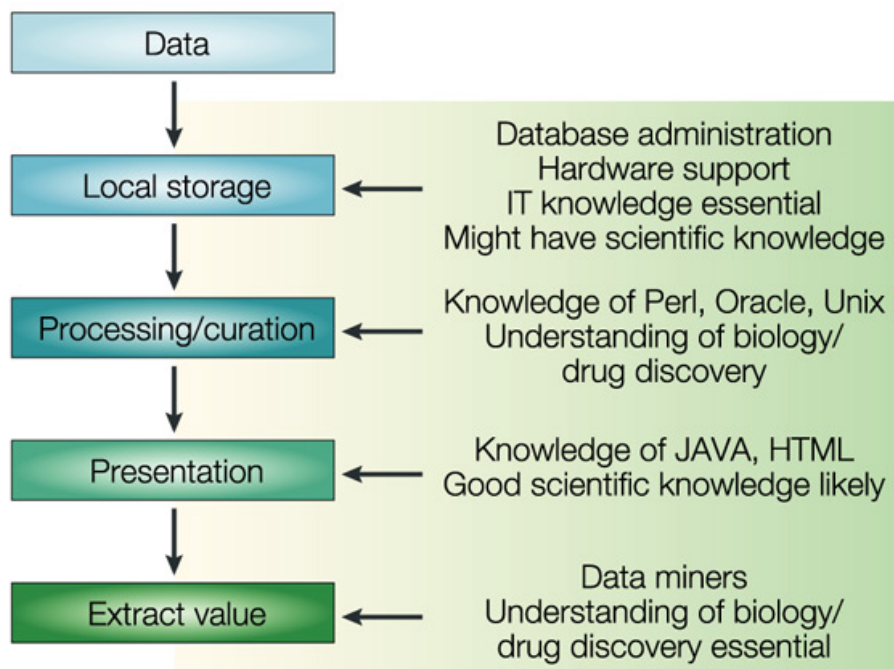 Data
Local storage
Database administration
Hardware support
IT knowledge essential
Might have scientific knowledge
Processing/curation
Knowledge of Perl, Oracle, Unix
Understanding of biology/
drug discovery
Presentation
Knowledge of JAVA, HTML
Good scientific knowledge likely
Extract value
Data miners
Understanding of biology/
drug discovery essential